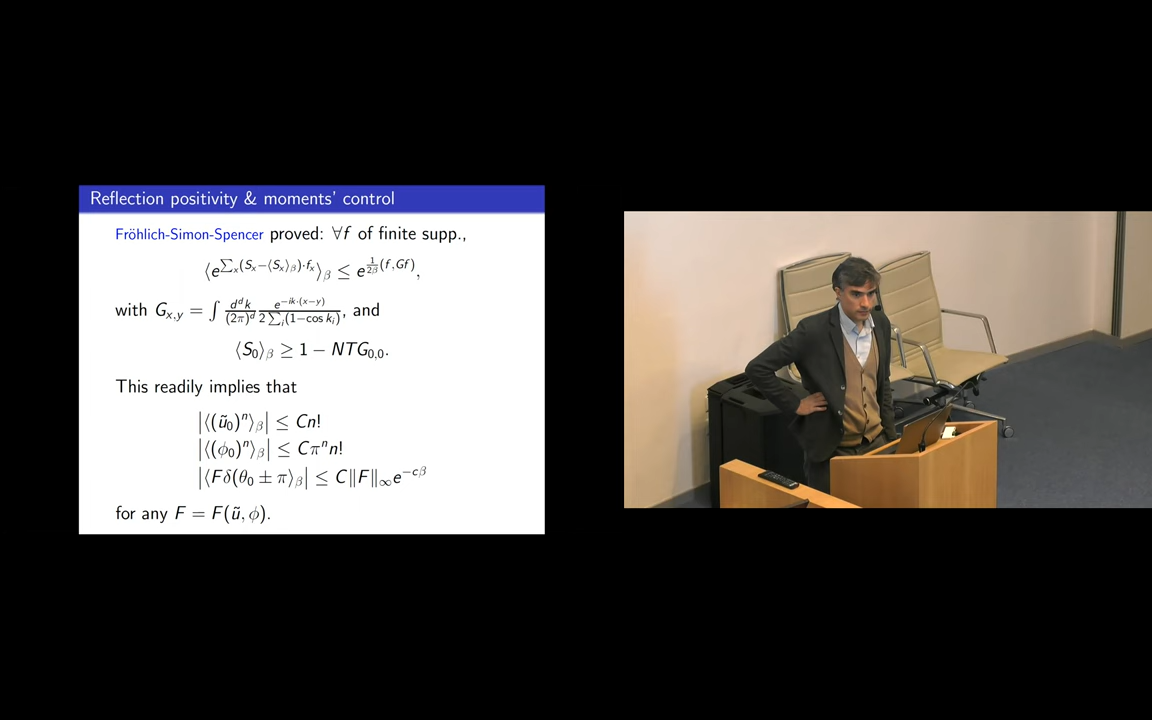 Reflection positivity & moments' control
Fröhlich-Simon-Spencer proved: ∀f of finite supp.,
⟨e^{∑_x(S_x−⟨S_x⟩_β)·f_x}⟩_β ≤ e^{\frac{1}{2β}(f,Gf)},
with G_{x,y} = ∫ \frac{d^d k}{(2π)^d} \frac{e^{−ik·(x−y)}}{2∑_i(1−cos k_i)}, and
⟨S_0⟩_β ≥ 1 − NTG_{0,0}.
This readily implies that
|⟨(ũ_0)^n⟩_β| ≤ Cn!
|⟨(ϕ_0)^n⟩_β| ≤ Cπ^n n!
|⟨Fδ(θ_0 ± π⟩_β| ≤ C‖F‖_∞ e^{−cβ}
for any F = F(ũ, ϕ).